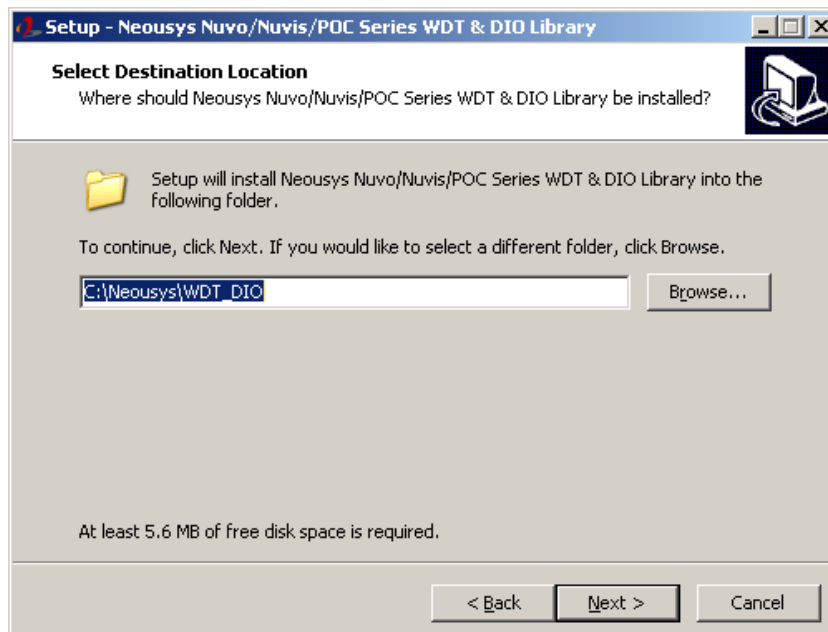 Setup - Neousys Nuvo/Nuvis/POC Series WDT & DIO Library
Select Destination Location
Where should Neousys Nuvo/Nuvis/POC Series WDT & DIO Library be installed?
Setup will install Neousys Nuvo/Nuvis/POC Series WDT & DIO Library into the
following folder.
To continue, click Next. If you would like to select a different folder, click Browse.
C:\Neousys\WDT_DIO
Browse...
At least 5.6 MB of free disk space is required.
< Back
Next >
Cancel